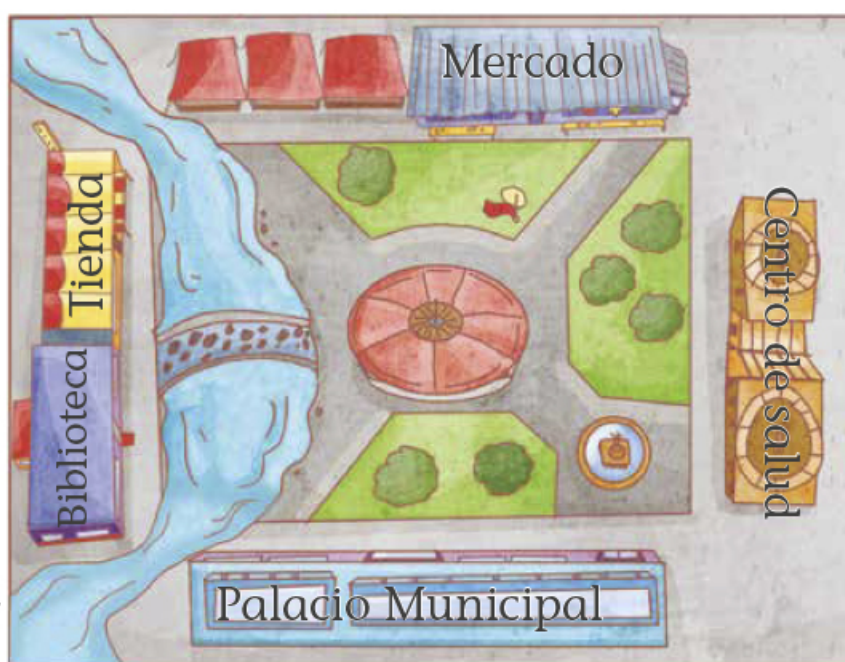 Mercado
Tienda
Centro de salud
Biblioteca
Palacio Municipal